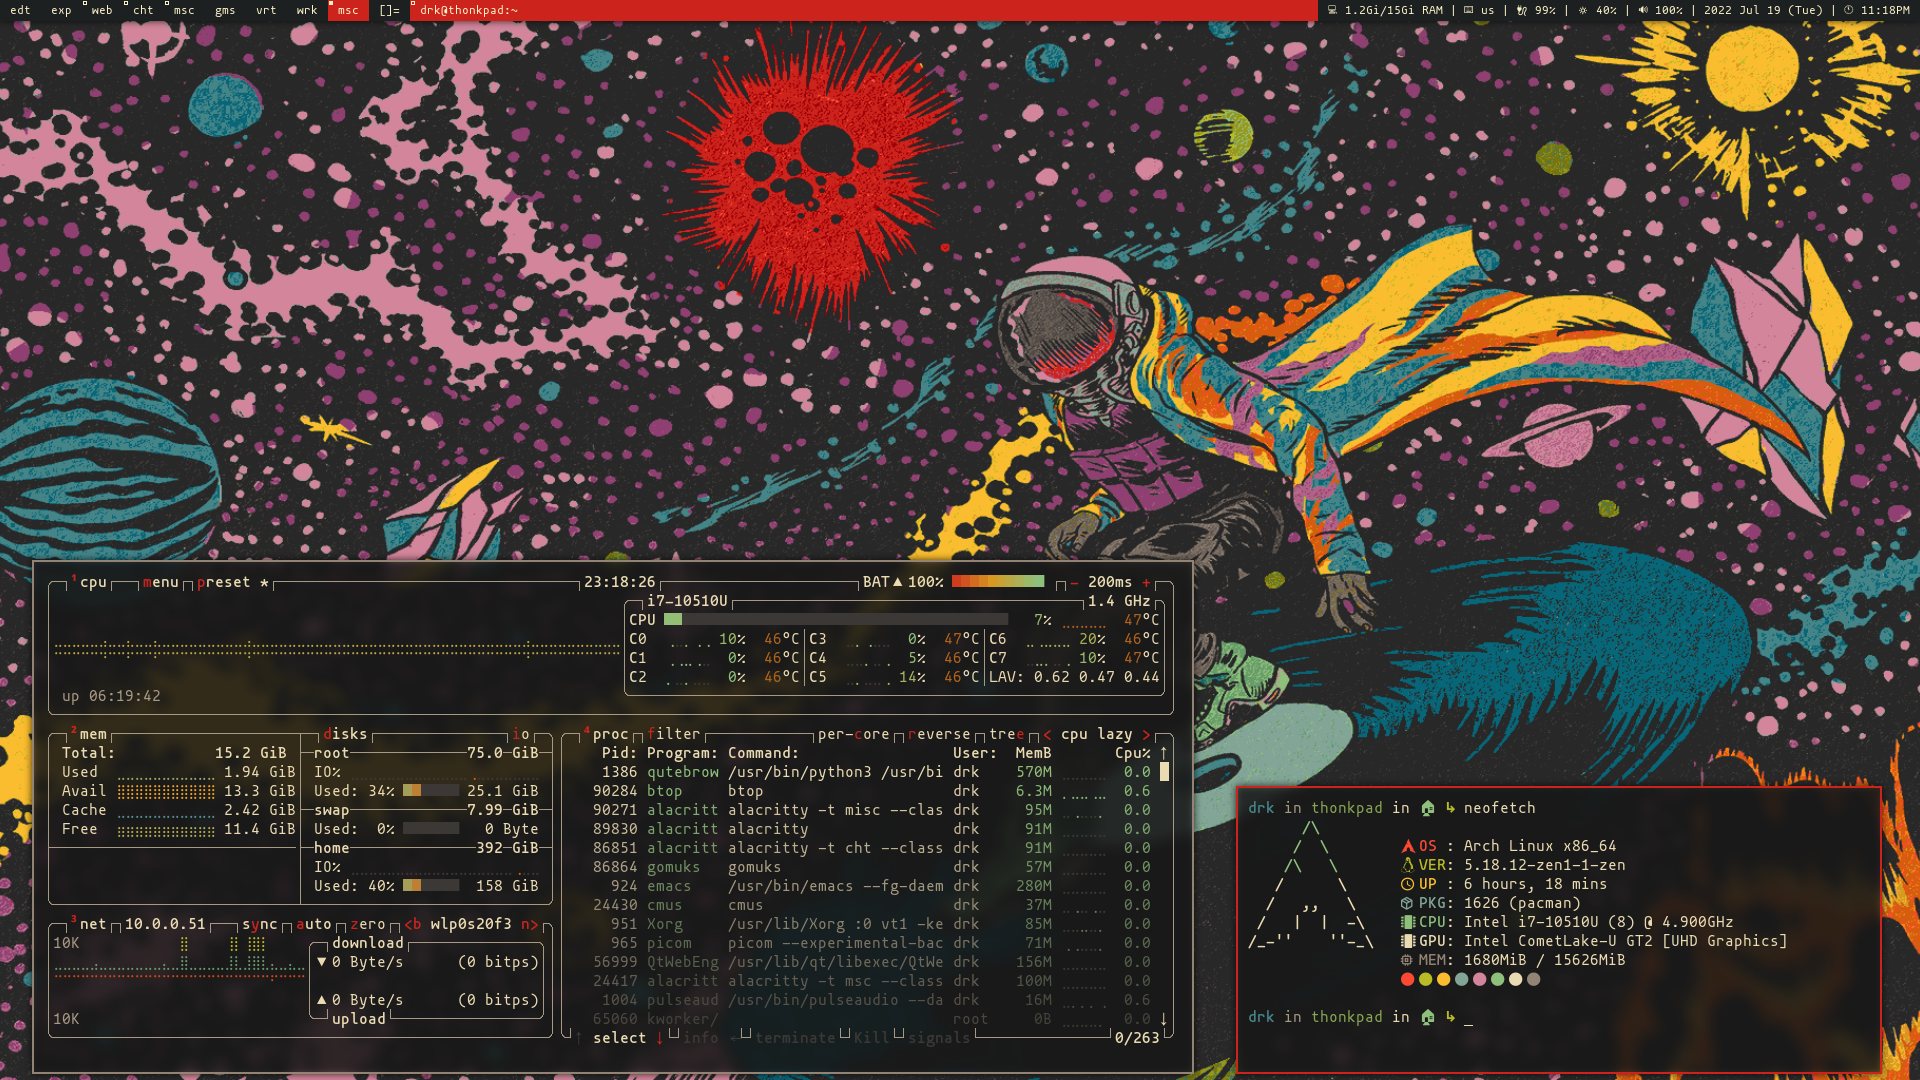 edt exp web cht msc gms vrt wrk msc []= drk@thonkpad:~ 1.2Gi/15Gi RAM | us | 99% | 40% | 100% | 2022 Jul 19 (Tue) | 11:18PM
¹cpu menu preset * 23:18:26 BAT▲ 100% - 200ms +
i7-10510U 1.4 GHz
CPU 7% 47°C
C0 10% 46°C C3 0% 47°C C6 20% 46°C
C1 0% 46°C C4 5% 46°C C7 10% 47°C
C2 0% 46°C C5 14% 46°C LAV: 0.62 0.47 0.44
up 06:19:42
²mem disks io
Total: 15.2 GiB
Used 1.94 GiB
Avail 13.3 GiB
Cache 2.42 GiB
Free 11.4 GiB
root 75.0 GiB
IO%
Used: 34% 25.1 GiB
swap 7.99 GiB
Used: 0% 0 Byte
home 392 GiB
IO%
Used: 40% 158 GiB
³net 10.0.0.51 sync auto zero <b wlp0s20f3 n>
10K
download
▼ 0 Byte/s (0 bitps)
▲ 0 Byte/s (0 bitps)
10K
upload
⁴proc filter per-core reverse tree < cpu lazy >
Pid: Program: Command: User: MemB Cpu% ↑
1386 qutebrow /usr/bin/python3 /usr/bi drk 570M 0.0
90284 btop btop drk 6.3M 0.6
90271 alacritt alacritty -t misc --clas drk 95M 0.0
89830 alacritt alacritty drk 91M 0.0
86851 alacritt alacritty -t cht --class drk 91M 0.0
86864 gomuks gomuks drk 57M 0.0
924 emacs /usr/bin/emacs --fg-daem drk 280M 0.0
24430 cmus cmus drk 37M 0.0
951 Xorg /usr/lib/Xorg :0 vt1 -ke drk 85M 0.0
965 picom picom --experimental-bac drk 71M 0.0
56999 QtWebEng /usr/lib/qt/libexec/QtWe drk 156M 0.0
24417 alacritt alacritty -t msc --class drk 100M 0.0
1004 pulseaud /usr/bin/pulseaudio --da drk 16M 0.6
65060 kworker/ root 0B 0.0 ↓
↑ select ↓ info ← terminate Kill signals 0/263
drk in thonkpad in neofetch
/\
/ \
/\ \
/ \
/ ,, \
/ | | -\
/_-'' ''-_\
OS : Arch Linux x86_64
VER: 5.18.12-zen1-1-zen
UP : 6 hours, 18 mins
PKG: 1626 (pacman)
CPU: Intel i7-10510U (8) @ 4.900GHz
GPU: Intel CometLake-U GT2 [UHD Graphics]
MEM: 1680MiB / 15626MiB
drk in thonkpad in _